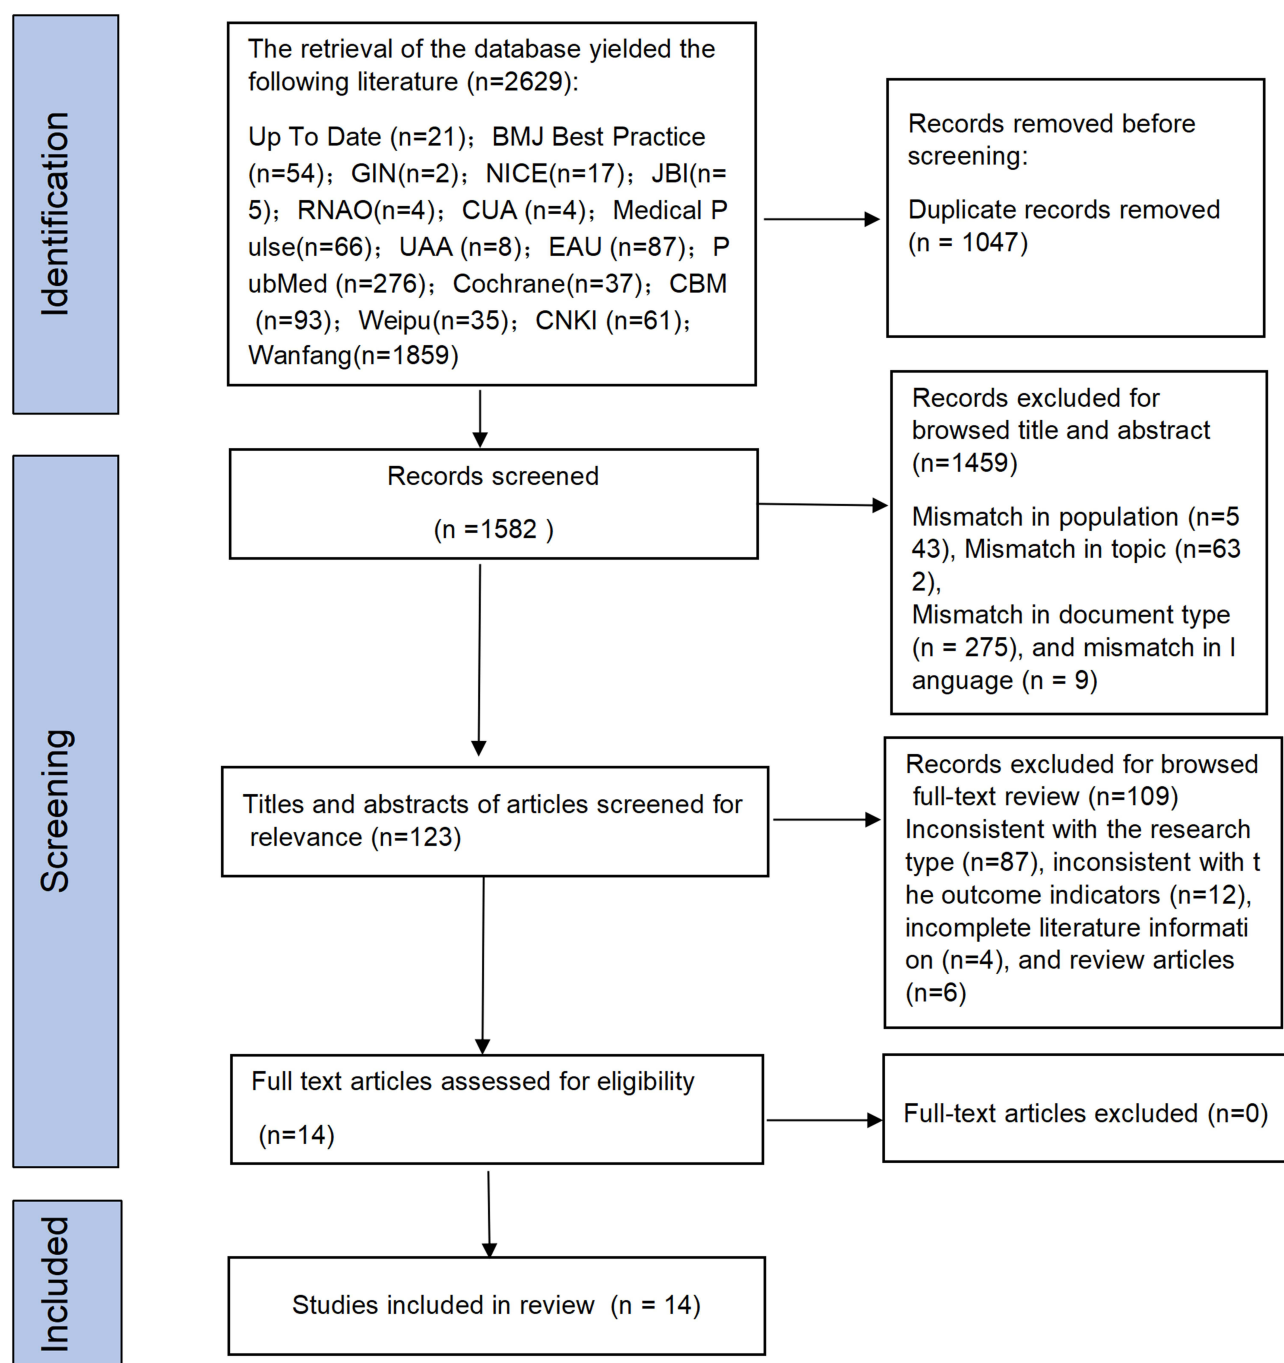 Identification
The retrieval of the database yielded the
following literature (n=2629):
Up To Date (n=21)；BMJ Best Practice
(n=54)；GIN(n=2)；NICE(n=17)；JBI(n=
5)；RNAO(n=4)；CUA (n=4)；Medical P
ulse(n=66)；UAA (n=8)；EAU (n=87)；P
ubMed (n=276)；Cochrane(n=37)；CBM
(n=93)；Weipu(n=35)；CNKI (n=61)；
Wanfang(n=1859)
Records removed before
screening:
Duplicate records removed
(n = 1047)
Screening
Records screened
(n =1582 )
Records excluded for
browsed title and abstract
(n=1459)
Mismatch in population (n=5
43), Mismatch in topic (n=63
2),
Mismatch in document type
(n = 275), and mismatch in l
anguage (n = 9)
Titles and abstracts of articles screened for
relevance (n=123)
Records excluded for browsed
full-text review (n=109)
Inconsistent with the research
type (n=87), inconsistent with t
he outcome indicators (n=12),
incomplete literature informati
on (n=4), and review articles
(n=6)
Full text articles assessed for eligibility
(n=14)
Full-text articles excluded (n=0)
Included
Studies included in review (n = 14)